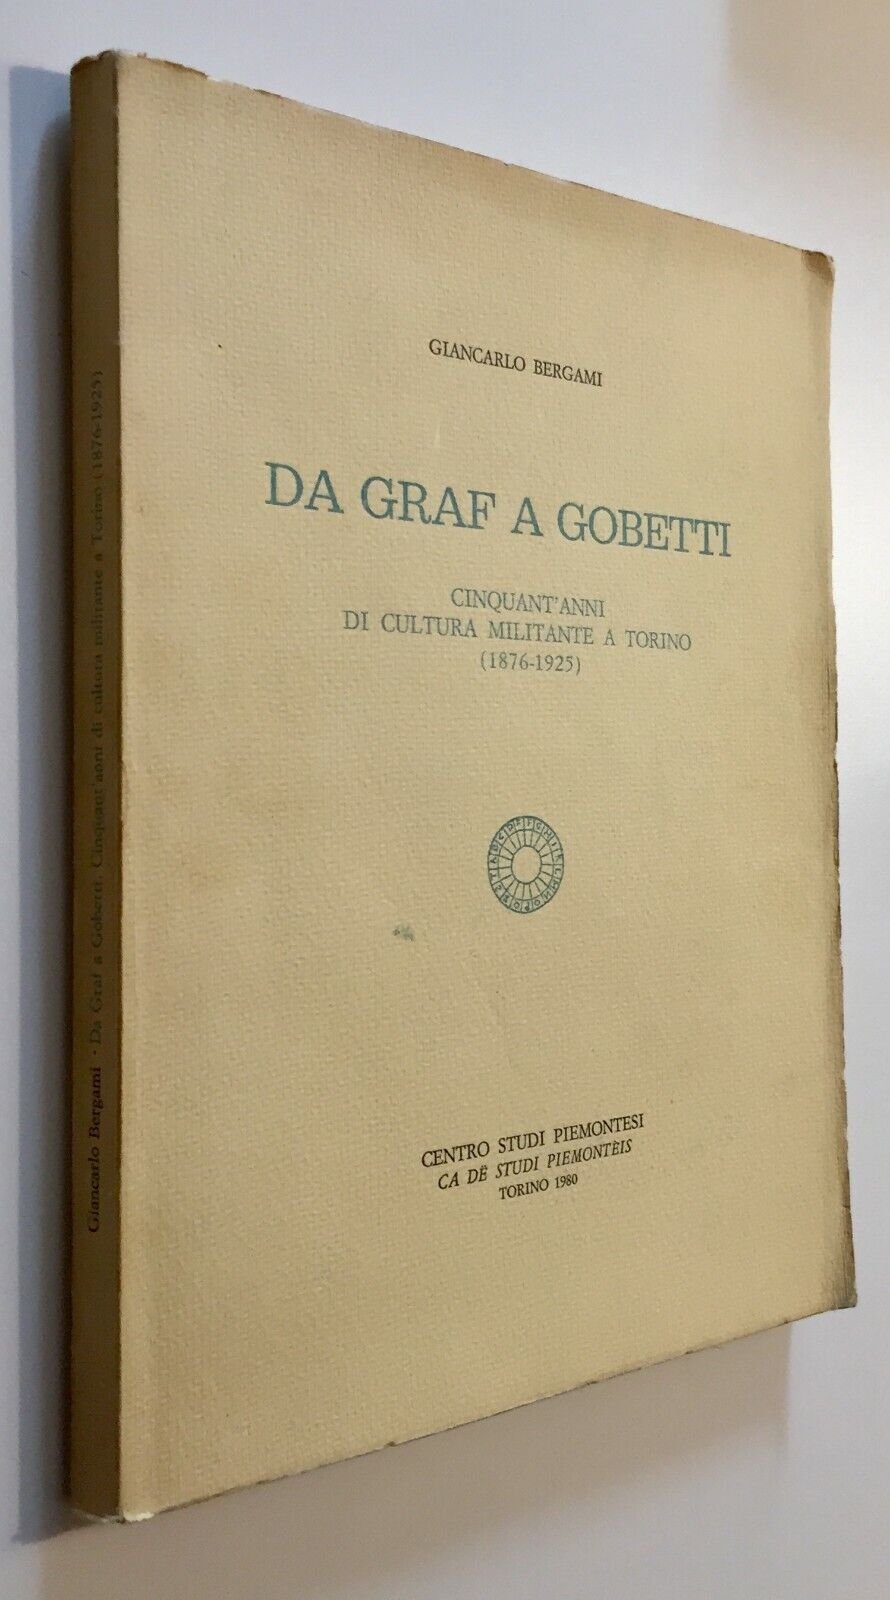 GIANCARLO BERGAMI
DA GRAF A GOBETTI
CINQUANT'ANNI
DI CULTURA MILITANTE A TORINO
(1876-1925)
CENTRO STUDI PIEMONTESI
CA DË STUDI PIEMONTÈIS
TORINO 1980
Giancarlo Bergami · Da Graf a Gobetti. Cinquant'anni di cultura militante a Torino (1876-1925)